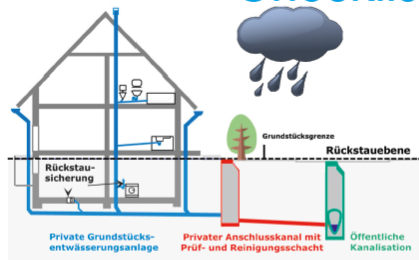 Grundstücksgrenze
Rückstauebene
Rückstau-
sicherung
Private Grundstücks-
entwässerungsanlage
Privater Anschlusskanal mit
Prüf- und Reinigungsschacht
Öffentliche
Kanalisation